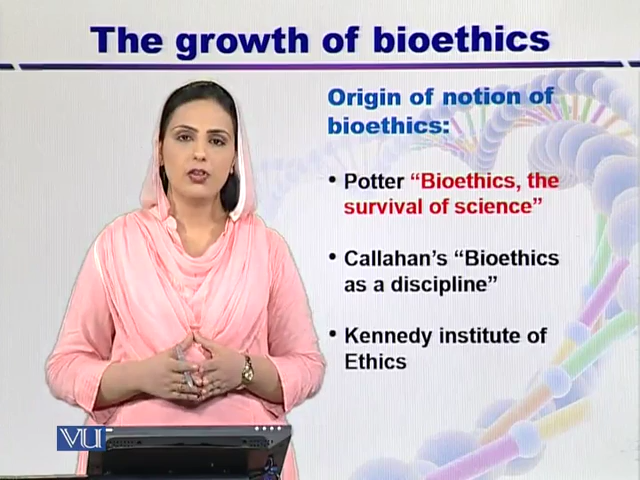 The growth of bioethics
Origin of notion of
bioethics:
• Potter “Bioethics, the
survival of science”
• Callahan’s “Bioethics
as a discipline”
• Kennedy institute of
Ethics
VU